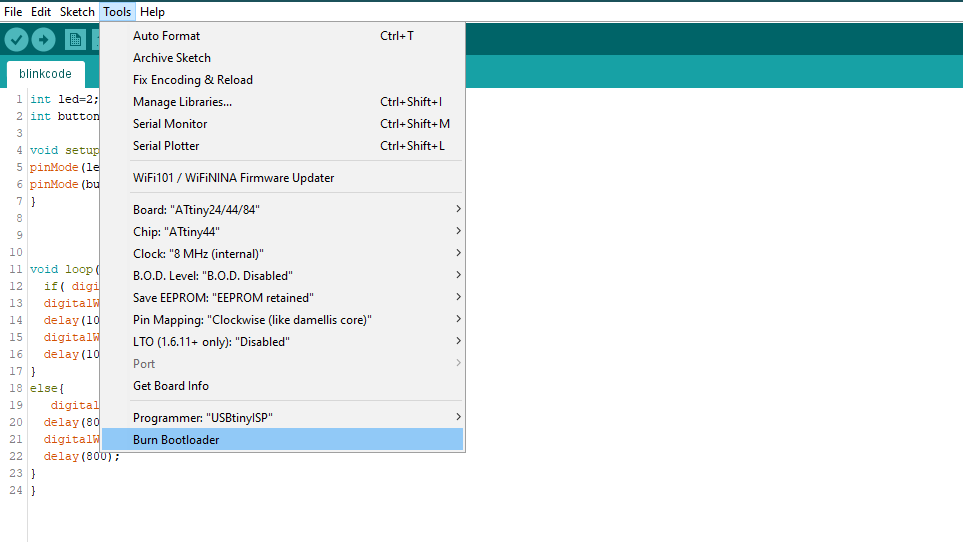 File Edit Sketch Tools Help
Auto Format Ctrl+T
Archive Sketch
Fix Encoding & Reload
Manage Libraries... Ctrl+Shift+I
Serial Monitor Ctrl+Shift+M
Serial Plotter Ctrl+Shift+L
WiFi101 / WiFiNINA Firmware Updater
Board: "ATtiny24/44/84"
Chip: "ATtiny44"
Clock: "8 MHz (internal)"
B.O.D. Level: "B.O.D. Disabled"
Save EEPROM: "EEPROM retained"
Pin Mapping: "Clockwise (like damellis core)"
LTO (1.6.11+ only): "Disabled"
Port
Get Board Info
Programmer: "USBtinyISP"
Burn Bootloader
blinkcode
1 int led=2;
2 int button
3
4 void setup
5 pinMode(le
6 pinMode(bu
7 }
8
9
10
11 void loop(
12 if( digi
13 digitalW
14 delay(10
15 digitalW
16 delay(10
17 }
18 else{
19 digital
20 delay(80
21 digitalW
22 delay(800);
23 }
24 }